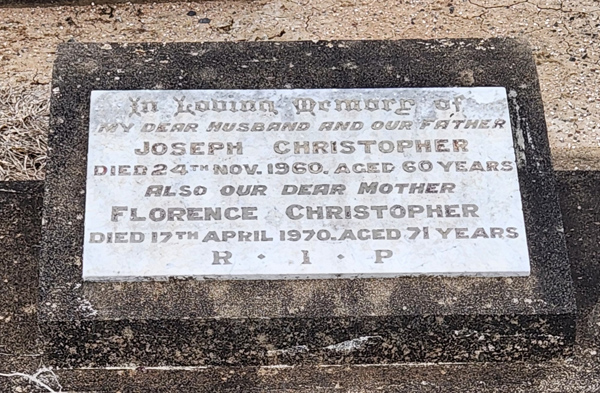 In Loving Memory of
MY DEAR HUSBAND AND OUR FATHER
JOSEPH CHRISTOPHER
DIED 24TH NOV. 1960. AGED 60 YEARS
ALSO OUR DEAR MOTHER
FLORENCE CHRISTOPHER
DIED 17TH APRIL 1970. AGED 71 YEARS
R · I · P